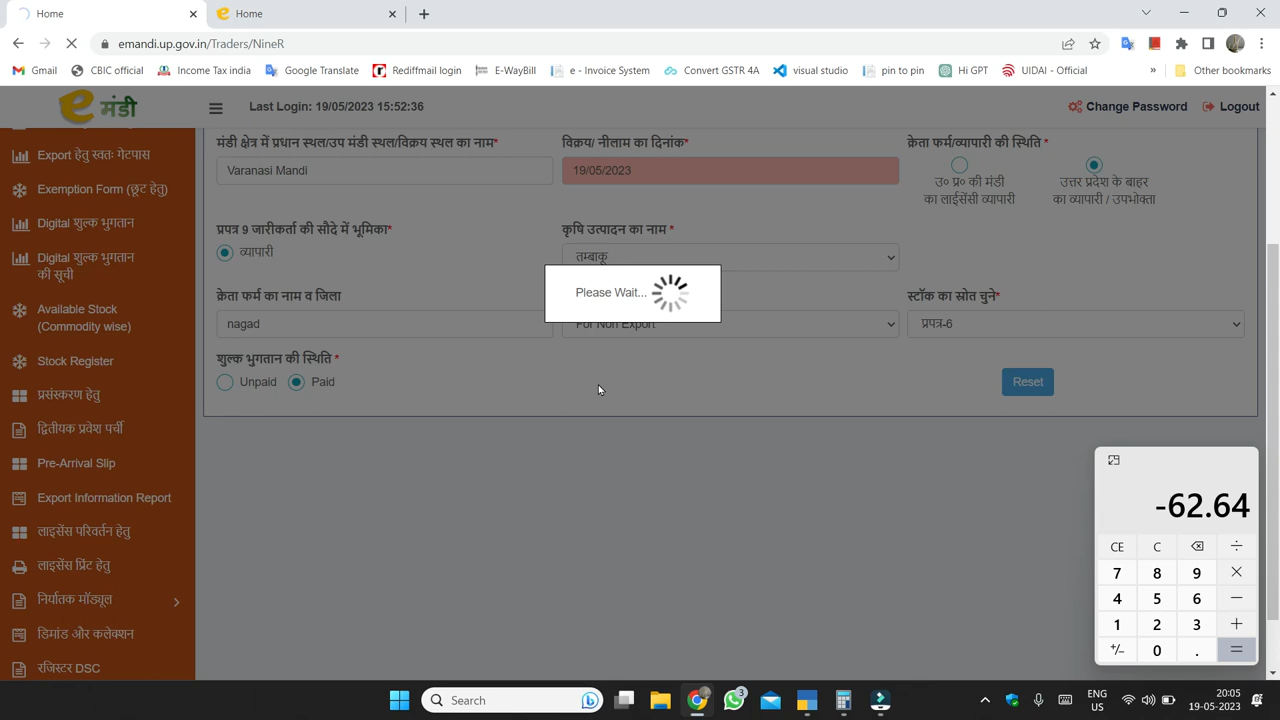 Home
Home
emandi.up.gov.in/Traders/NineR
Gmail CBIC official Income Tax india Google Translate Rediffmail login E-WayBill e - Invoice System Convert GSTR 4A visual studio pin to pin Hi GPT UIDAI - Official » Other bookmarks
e मंडी
Last Login: 19/05/2023 15:52:36
Change Password
Logout
Export हेतु स्वतः गेटपास
Exemption Form (छूट हेतु)
Digital शुल्क भुगतान
Digital शुल्क भुगतान
की सूची
Available Stock
(Commodity wise)
Stock Register
प्रसंस्करण हेतु
द्वितीयक प्रवेश पर्ची
Pre-Arrival Slip
Export Information Report
लाइसेंस परिवर्तन हेतु
लाइसेंस प्रिंट हेतु
निर्यातक मॉड्यूल
डिमांड और कलेक्शन
रजिस्टर DSC
मंडी क्षेत्र में प्रधान स्थल/उप मंडी स्थल/विक्रय स्थल का नाम*
Varanasi Mandi
विक्रय/ नीलाम का दिनांक*
19/05/2023
क्रेता फर्म/व्यापारी की स्थिति *
उ० प्र० की मंडी
का लाईसेंसी व्यापारी
उत्तर प्रदेश के बाहर
का व्यापारी / उपभोक्ता
प्रपत्र 9 जारीकर्ता की सौदे में भूमिका*
व्यापारी
कृषि उत्पादन का नाम *
तम्बाकू
Please Wait...
क्रेता फर्म का नाम व जिला
nagad
For Non Export
स्टॉक का स्रोत चुने*
प्रपत्र-6
शुल्क भुगतान की स्थिति *
Unpaid
Paid
Reset
-62.64
CE C ÷
7 8 9 ×
4 5 6 −
1 2 3 +
+/- 0 . =
Search
3
ENG
US
20:05
19-05-2023